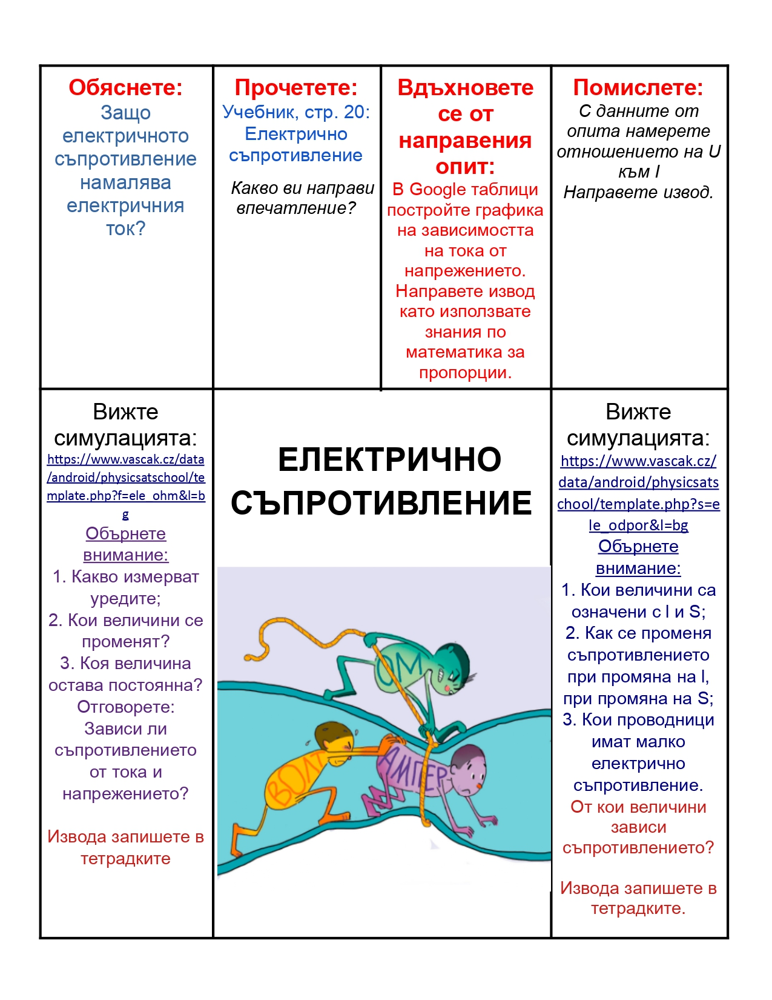 Обяснете:
Защо
електричното
съпротивление
намалява
електричния
ток?
Прочетете:
Учебник, стр. 20:
Електрично
съпротивление
Какво ви направи
впечатление?
Вдъхновете
се от
направения
опит:
В Google таблици
постройте графика
на зависимостта
на тока от
напрежението.
Направете извод
като използвате
знания по
математика за
пропорции.
Помислете:
С данните от
опита намерете
отношението на U
към I
Направете извод.
Вижте
симулацията:
https://www.vascak.cz/data
/android/physicsatschool/te
mplate.php?f=ele_ohm&l=b
g
Обърнете
внимание:
1. Какво измерват
уредите;
2. Кои величини се
променят?
3. Коя величина
остава постоянна?
Отговорете:
Зависи ли
съпротивлението
от тока и
напрежението?
Извода запишете в
тетрадките
ЕЛЕКТРИЧНО
СЪПРОТИВЛЕНИЕ
ОМ
ВОЛТ
АМПЕР
Вижте
симулацията:
https://www.vascak.cz/
data/android/physicsats
chool/template.php?s=e
le_odpor&l=bg
Обърнете
внимание:
1. Кои величини са
означени с l и S;
2. Как се променя
съпротивлението
при промяна на l,
при промяна на S;
3. Кои проводници
имат малко
електрично
съпротивление.
От кои величини
зависи
съпротивлението?
Извода запишете в
тетрадките.